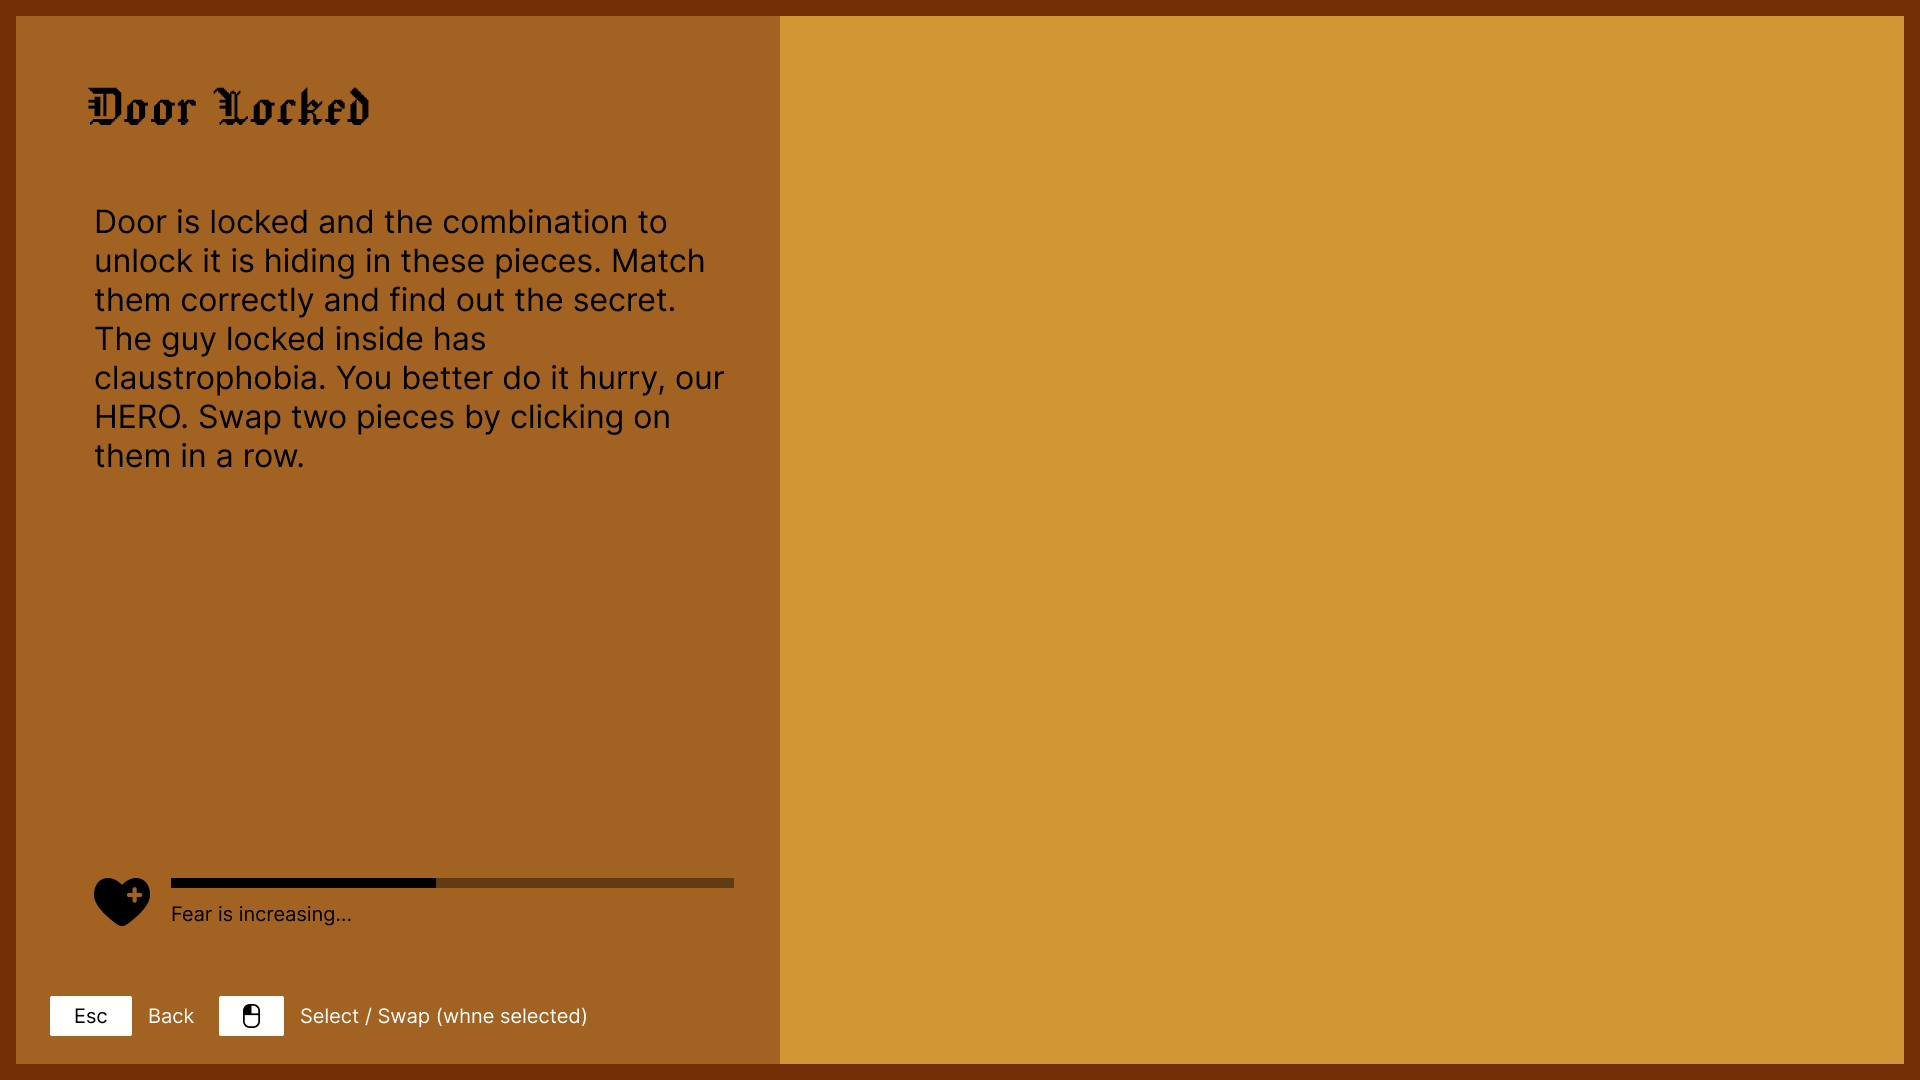 Door Locked
Door is locked and the combination to
unlock it is hiding in these pieces. Match
them correctly and find out the secret.
The guy locked inside has
claustrophobia. You better do it hurry, our
HERO. Swap two pieces by clicking on
them in a row.
Fear is increasing...
Esc Back Select / Swap (whne selected)